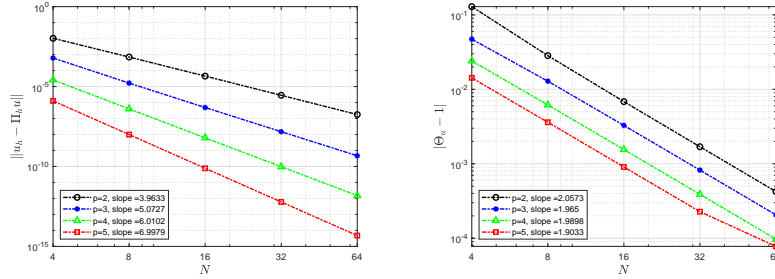 10^0
10^-5
10^-10
10^-15
||u_h − Π_h u||
4 8 16 32 64
N
p=2, slope =3.9633
p=3, slope =5.0727
p=4, slope =6.0102
p=5, slope =6.9979
10^-1
10^-2
10^-3
10^-4
|Θ_u − 1|
4 8 16 32 64
N
p=2, slope =2.0573
p=3, slope =1.965
p=4, slope =1.9898
p=5, slope =1.9033